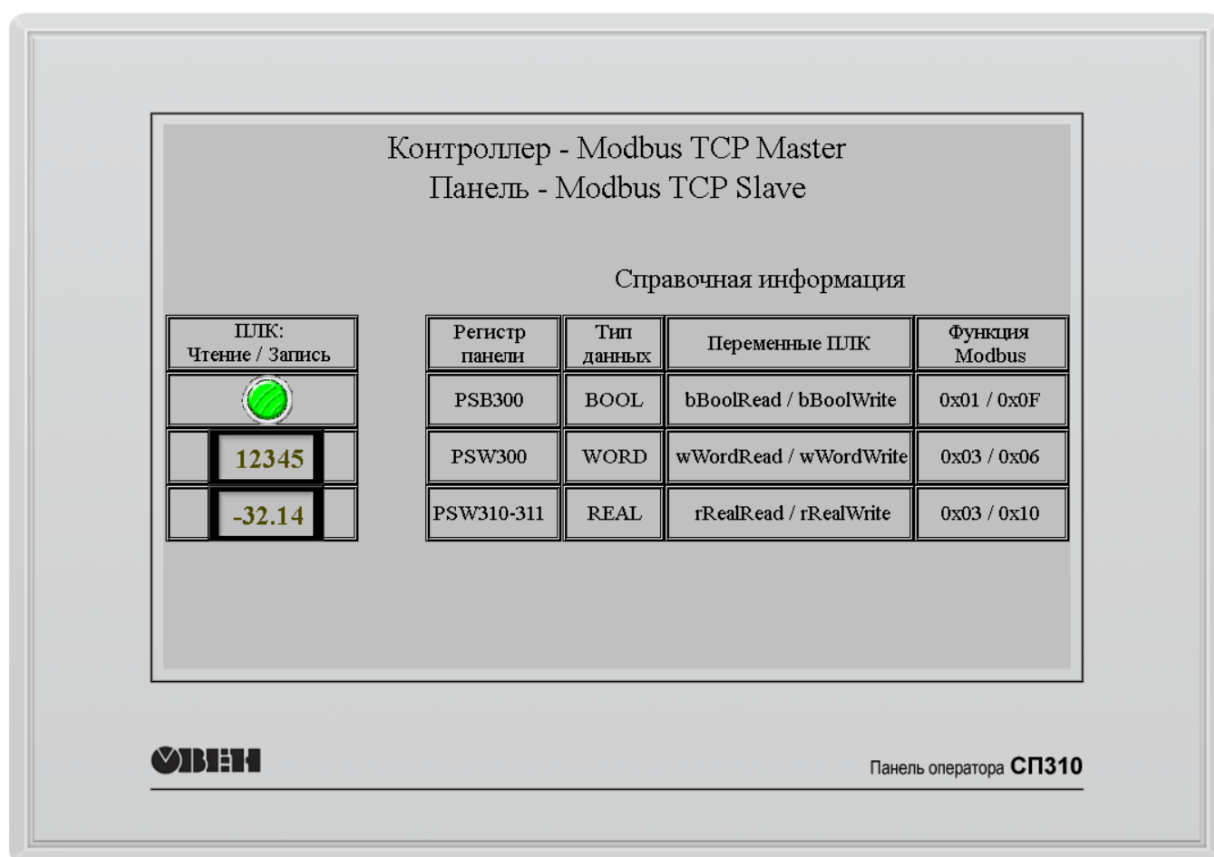 Контроллер - Modbus TCP Master
Панель - Modbus TCP Slave
Справочная информация
ПЛК:
Чтение / Запись
12345
-32.14
Регистр панели Тип данных Переменные ПЛК Функция Modbus
PSB300 BOOL bBoolRead / bBoolWrite 0x01 / 0x0F
PSW300 WORD wWordRead / wWordWrite 0x03 / 0x06
PSW310-311 REAL rRealRead / rRealWrite 0x03 / 0x10
ОВЕН
Панель оператора СП310